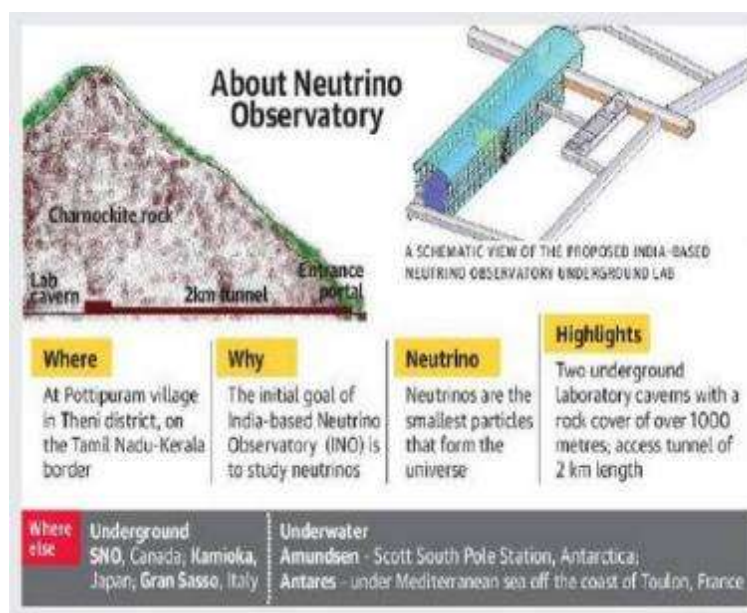 About Neutrino
Observatory
Charnockite rock
Lab
cavern
2km tunnel
Entrance
portal
A SCHEMATIC VIEW OF THE PROPOSED INDIA-BASED
NEUTRINO OBSERVATORY UNDERGROUND LAB
Where
At Pottipuram village
in Theni district, on
the Tamil Nadu-Kerala
border
Why
The initial goal of
India-based Neutrino
Observatory (INO) is
to study neutrinos
Neutrino
Neutrinos are the
smallest particles
that form the
universe
Highlights
Two underground
laboratory caverns with a
rock cover of over 1000
metres; access tunnel of
2 km length
Where
else
Underground
SNO, Canada; Kamioka,
Japan; Gran Sasso, Italy
Underwater
Amundsen - Scott South Pole Station, Antarctica;
Antares - under Mediterranean sea off the coast of Toulon, France